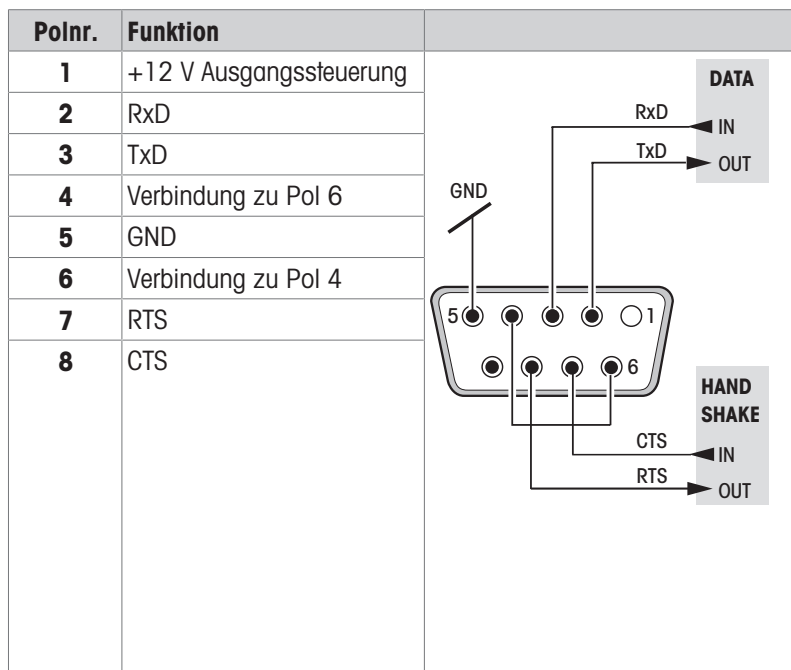 Polnr. Funktion
1 +12 V Ausgangssteuerung
2 RxD
3 TxD
4 Verbindung zu Pol 6
5 GND
6 Verbindung zu Pol 4
7 RTS
8 CTS
DATA
RxD IN
TxD OUT
GND
5 1
6
HAND
SHAKE
CTS IN
RTS OUT